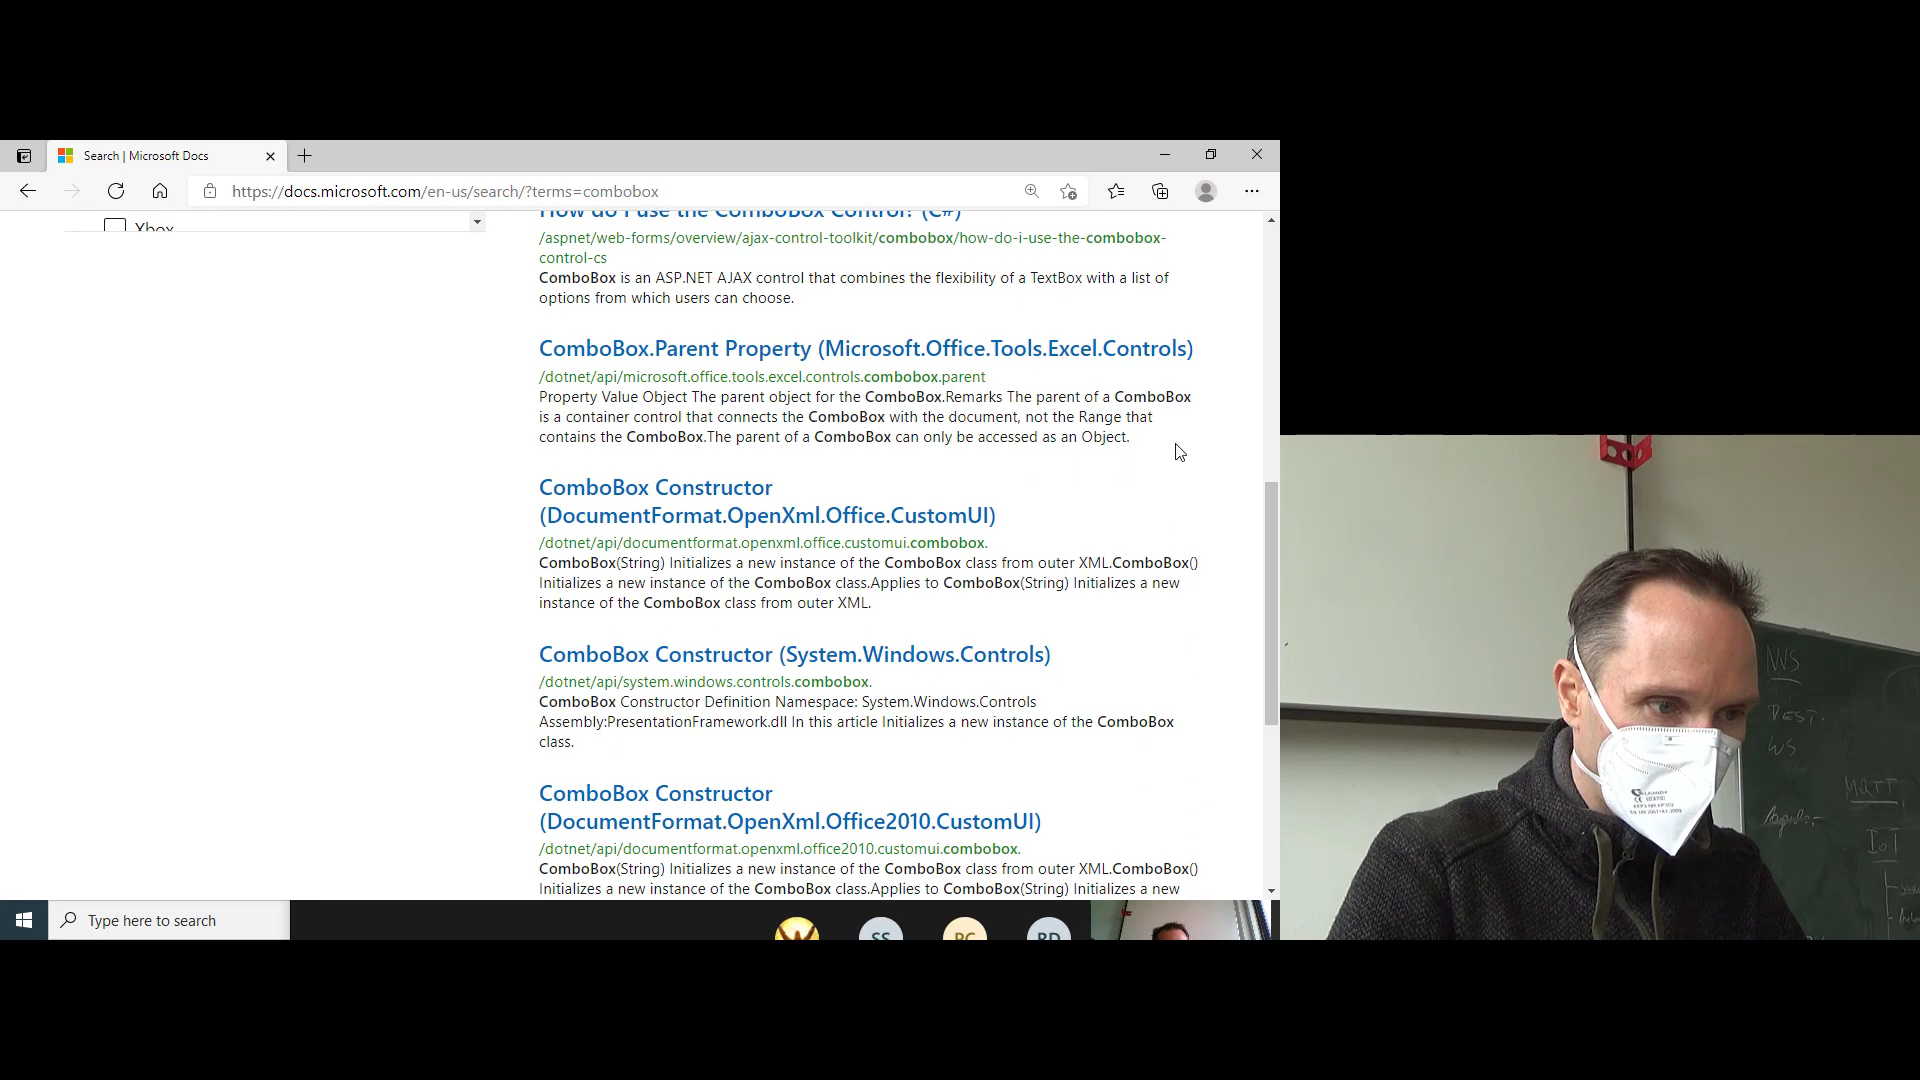 Search | Microsoft Docs
https://docs.microsoft.com/en-us/search/?terms=combobox
Xbox
How do I use the ComboBox Control? (C#)
/aspnet/web-forms/overview/ajax-control-toolkit/combobox/how-do-i-use-the-combobox-
control-cs
ComboBox is an ASP.NET AJAX control that combines the flexibility of a TextBox with a list of
options from which users can choose.
ComboBox.Parent Property (Microsoft.Office.Tools.Excel.Controls)
/dotnet/api/microsoft.office.tools.excel.controls.combobox.parent
Property Value Object The parent object for the ComboBox.Remarks The parent of a ComboBox
is a container control that connects the ComboBox with the document, not the Range that
contains the ComboBox.The parent of a ComboBox can only be accessed as an Object.
ComboBox Constructor
(DocumentFormat.OpenXml.Office.CustomUI)
/dotnet/api/documentformat.openxml.office.customui.combobox.
ComboBox(String) Initializes a new instance of the ComboBox class from outer XML.ComboBox()
Initializes a new instance of the ComboBox class.Applies to ComboBox(String) Initializes a new
instance of the ComboBox class from outer XML.
ComboBox Constructor (System.Windows.Controls)
/dotnet/api/system.windows.controls.combobox.
ComboBox Constructor Definition Namespace: System.Windows.Controls
Assembly:PresentationFramework.dll In this article Initializes a new instance of the ComboBox
class.
ComboBox Constructor
(DocumentFormat.OpenXml.Office2010.CustomUI)
/dotnet/api/documentformat.openxml.office2010.customui.combobox.
ComboBox(String) Initializes a new instance of the ComboBox class from outer XML.ComboBox()
Initializes a new instance of the ComboBox class.Applies to ComboBox(String) Initializes a new
Type here to search
SS
NVS
WS
MQTT
IoT